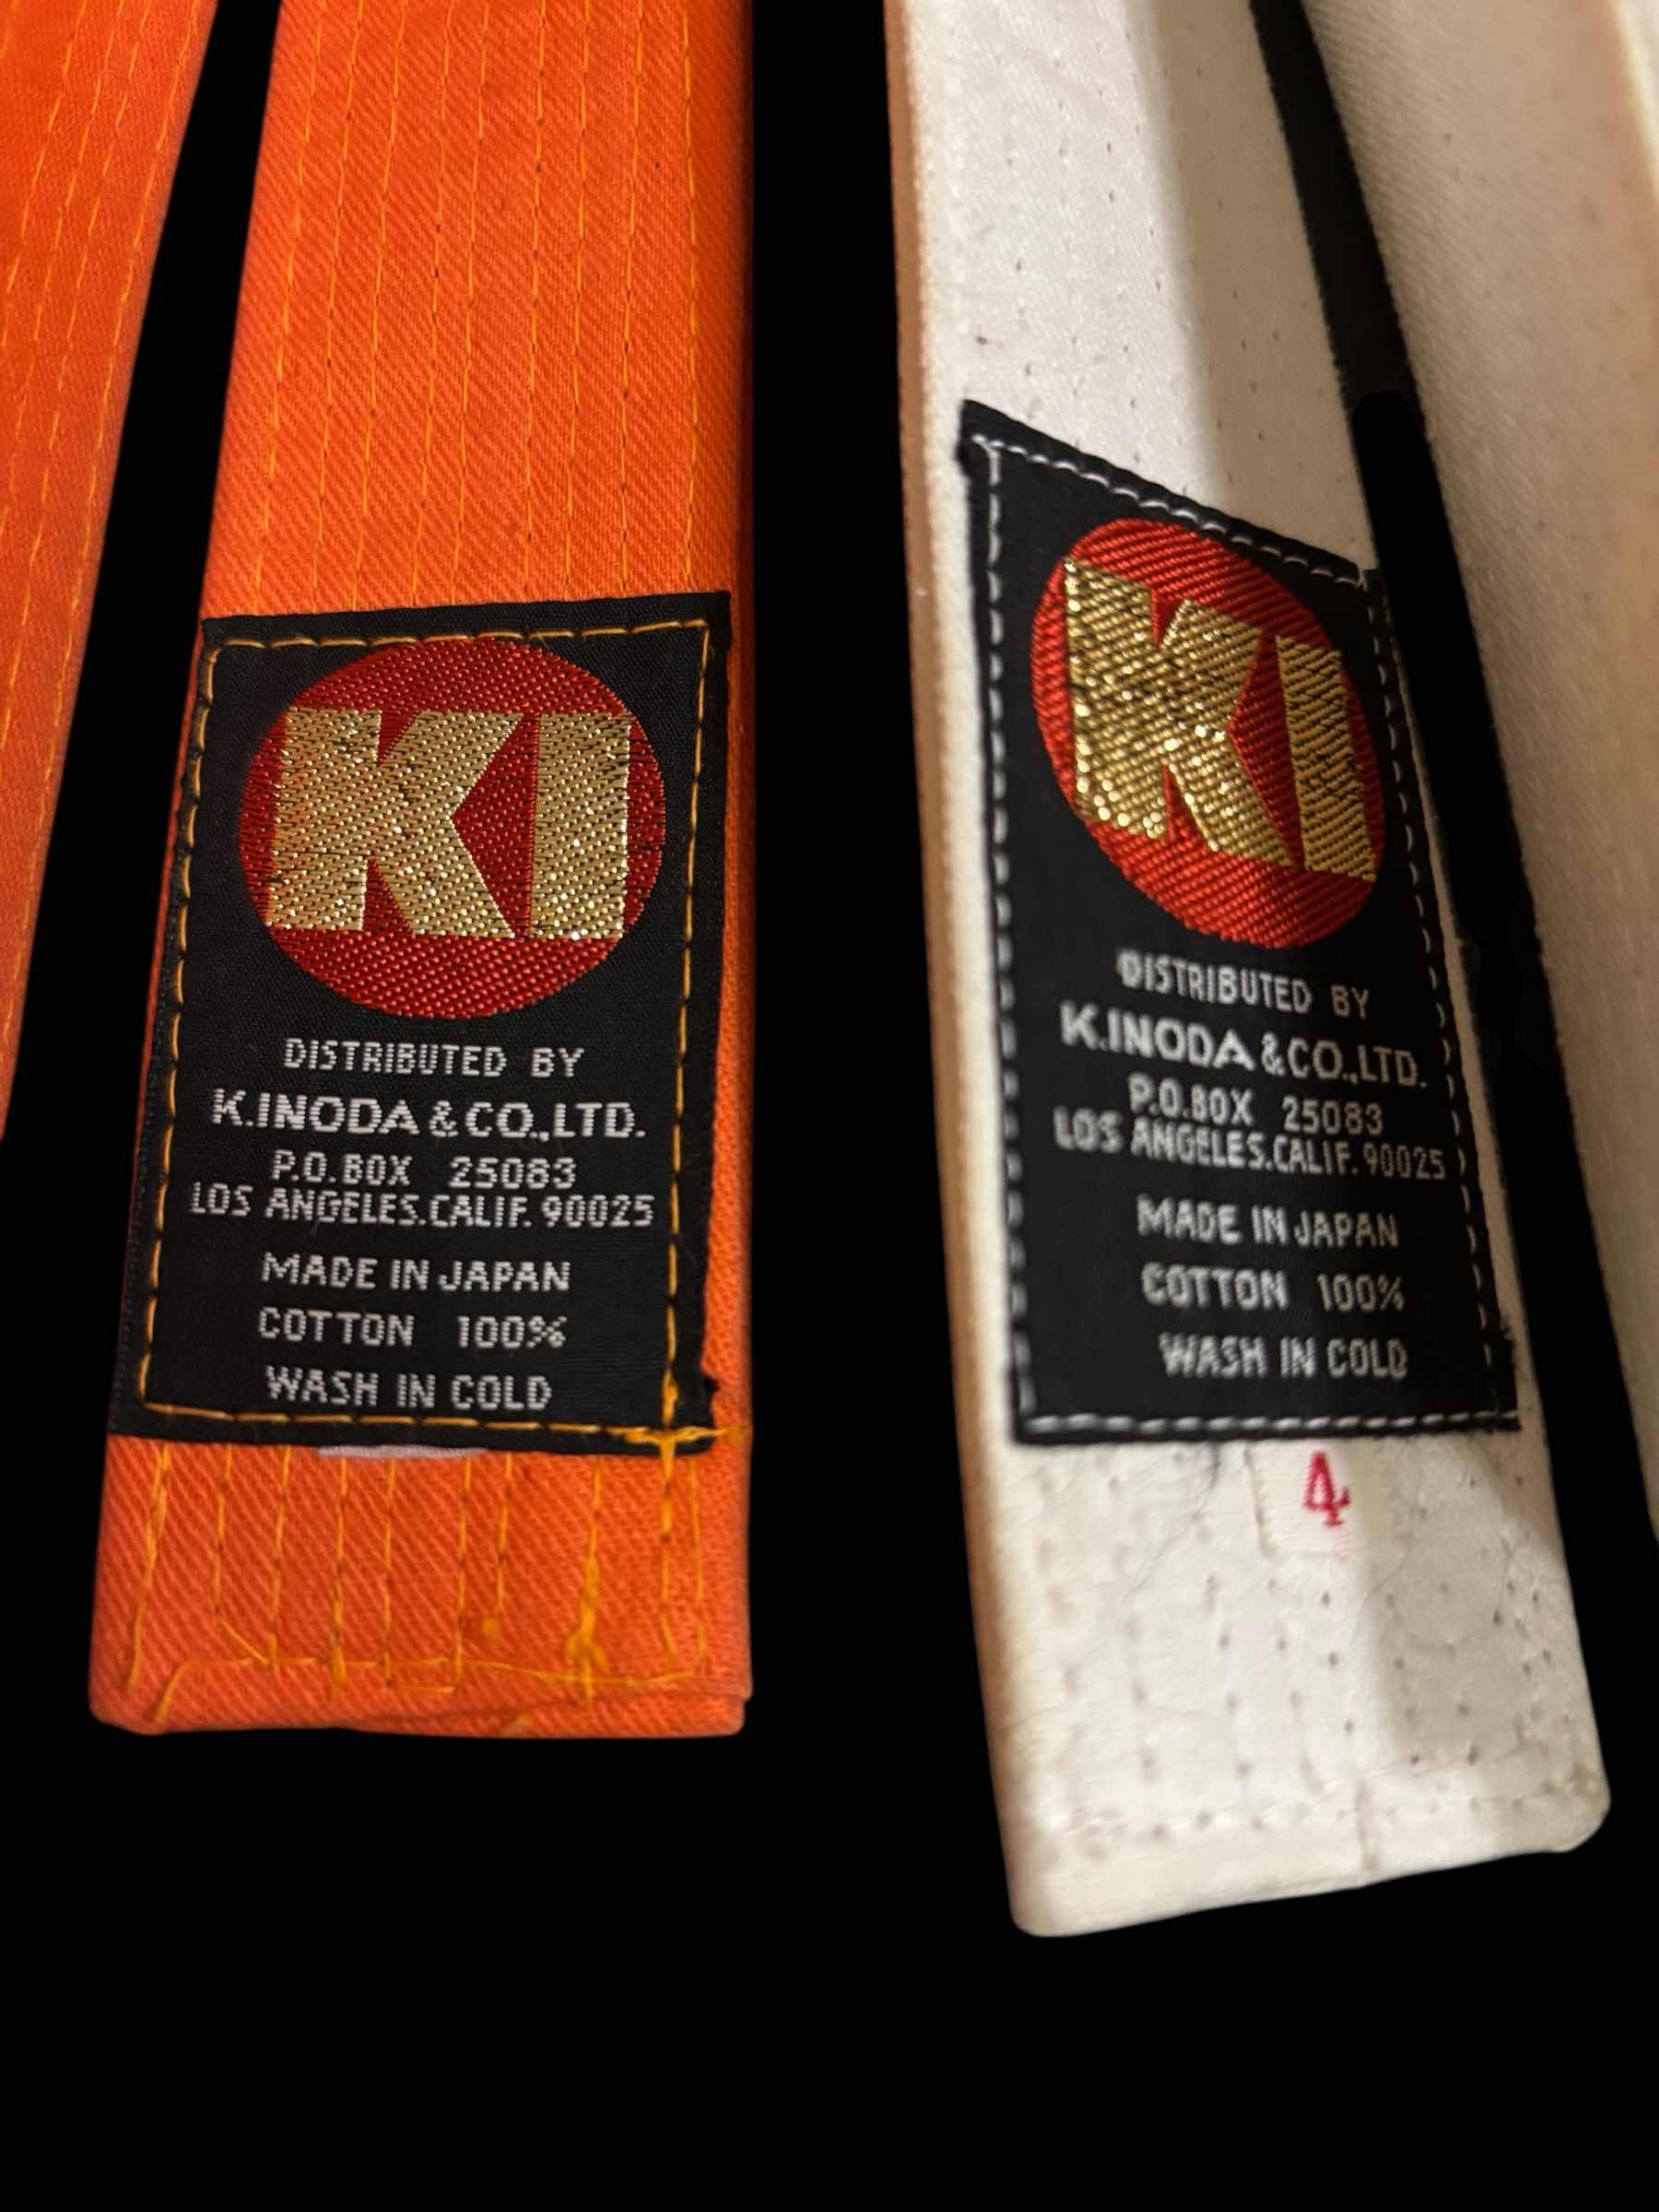 KI
DISTRIBUTED BY
K.INODA & CO.,LTD.
P.O.BOX 25083
LOS ANGELES.CALIF. 90025
MADE IN JAPAN
COTTON 100%
WASH IN COLD
KI
DISTRIBUTED BY
K.INODA & CO.,LTD.
P.O.BOX 25083
LOS ANGELES.CALIF. 90025
MADE IN JAPAN
COTTON 100%
WASH IN COLD
4